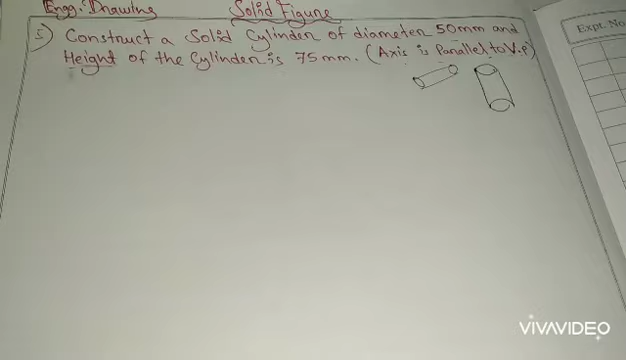 Engg. Drawing
Solid Figure
5) Construct a Solid Cylinder of diameter 50mm and
Height of the Cylinder is 75mm. (Axis is Parallel to V.P)
Expt. No
VIVAVIDEO